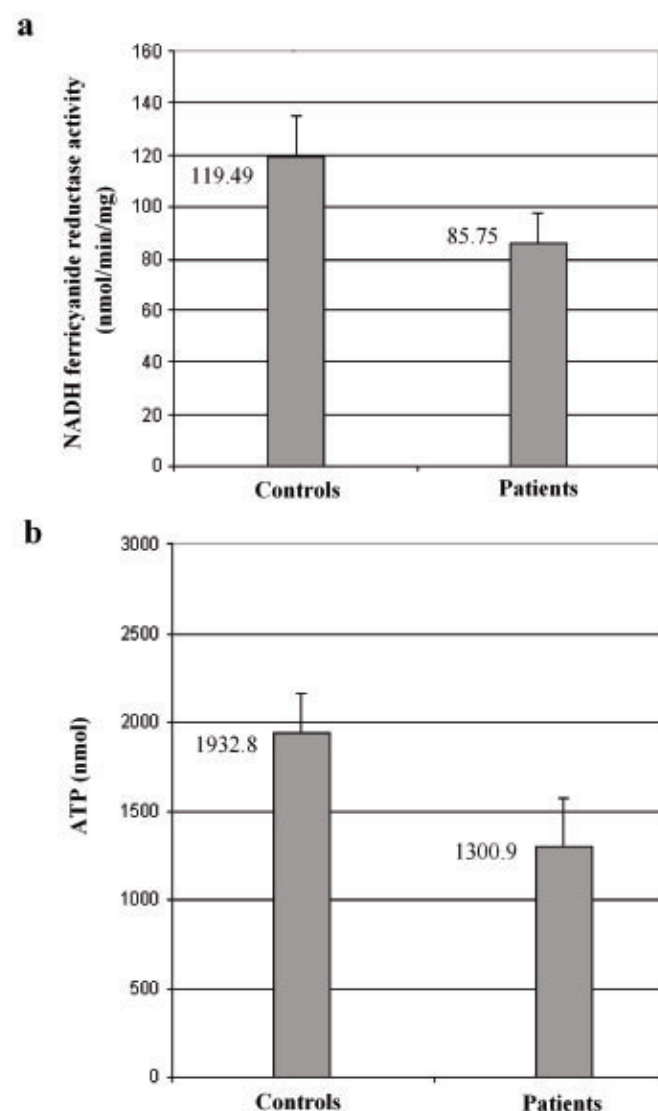 a
NADH ferricyanide reductase activity
(nmol/min/mg)
160
140
120
100
80
60
40
20
0
119.49
85.75
Controls
Patients
b
ATP (nmol)
3000
2500
2000
1500
1000
500
0
1932.8
1300.9
Controls
Patients